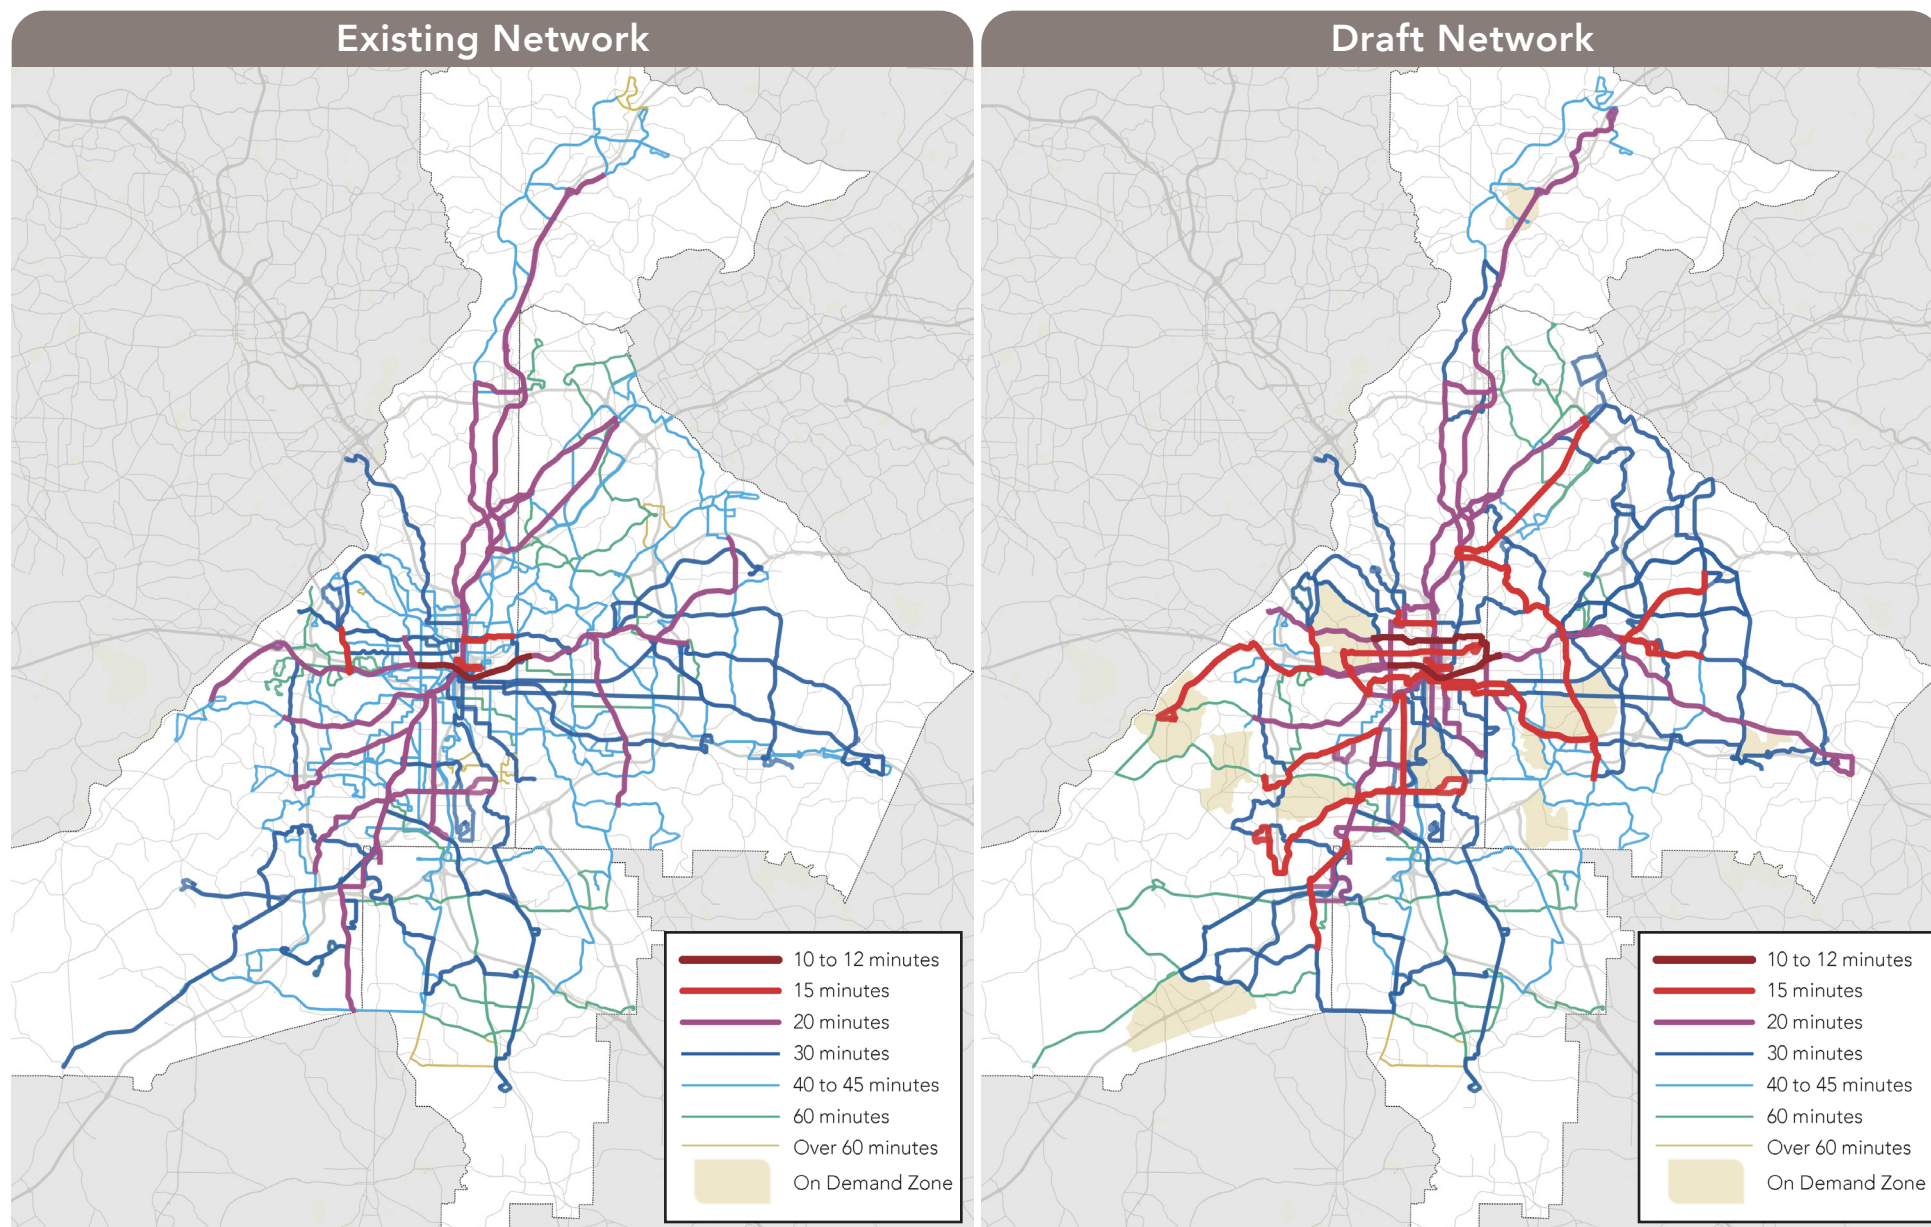 Existing Network
10 to 12 minutes
15 minutes
20 minutes
30 minutes
40 to 45 minutes
60 minutes
Over 60 minutes
On Demand Zone
Draft Network
10 to 12 minutes
15 minutes
20 minutes
30 minutes
40 to 45 minutes
60 minutes
Over 60 minutes
On Demand Zone